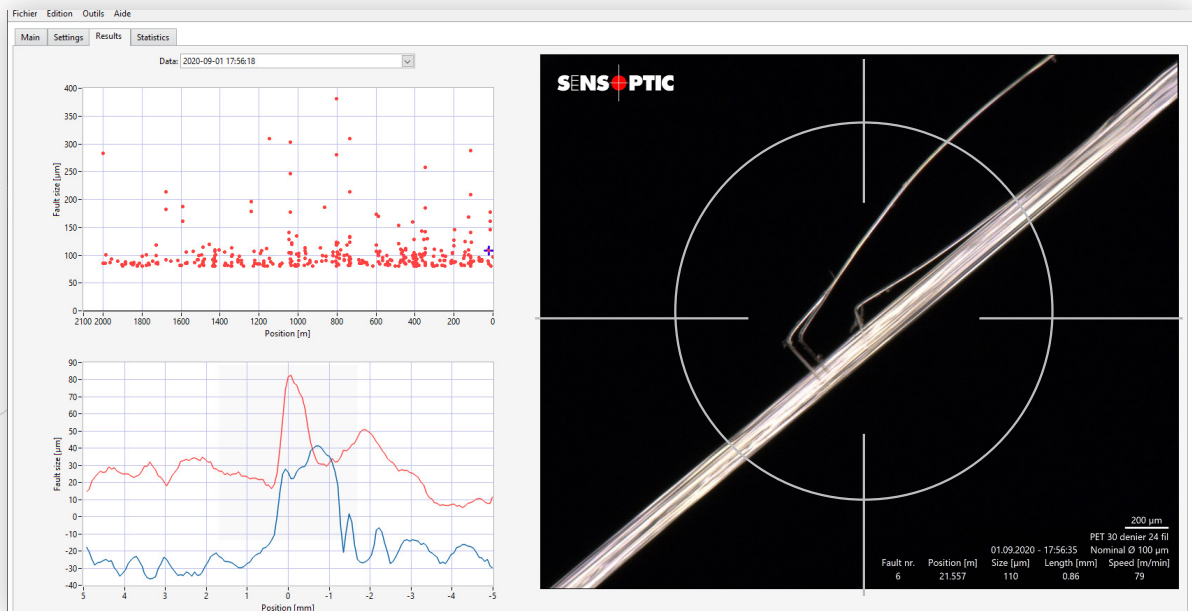 Fichier Edition Outils Aide
Main Settings Results Statistics
Data: 2020-09-01 17:56:18
SENSOPTIC
Fault size [µm]
400
350
300
250
200
150
100
50
0
2100 2000 1800 1600 1400 1200 1000 800 600 400 200 0
Position [m]
Fault size [µm]
90
80
70
60
50
40
30
20
10
0
-10
-20
-30
-40
5 4 3 2 1 0 -1 -2 -3 -4 -5
Position [mm]
200 µm
PET 30 denier 24 fil
01.09.2020 - 17:56:35 Nominal Ø 100 µm
Fault nr. Position [m] Size [µm] Length [mm] Speed [m/min]
6 21.557 110 0.86 79